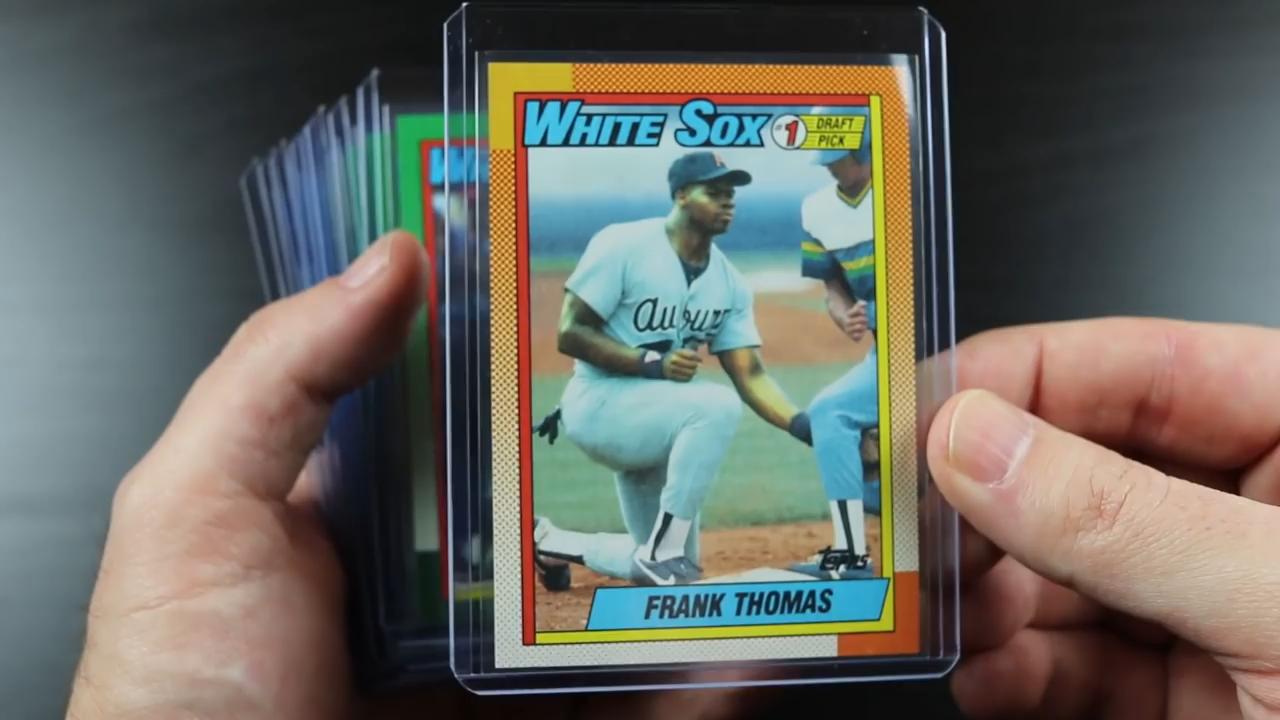 WHITE SOX #1 DRAFT
PICK
Auburn
Topps
FRANK THOMAS